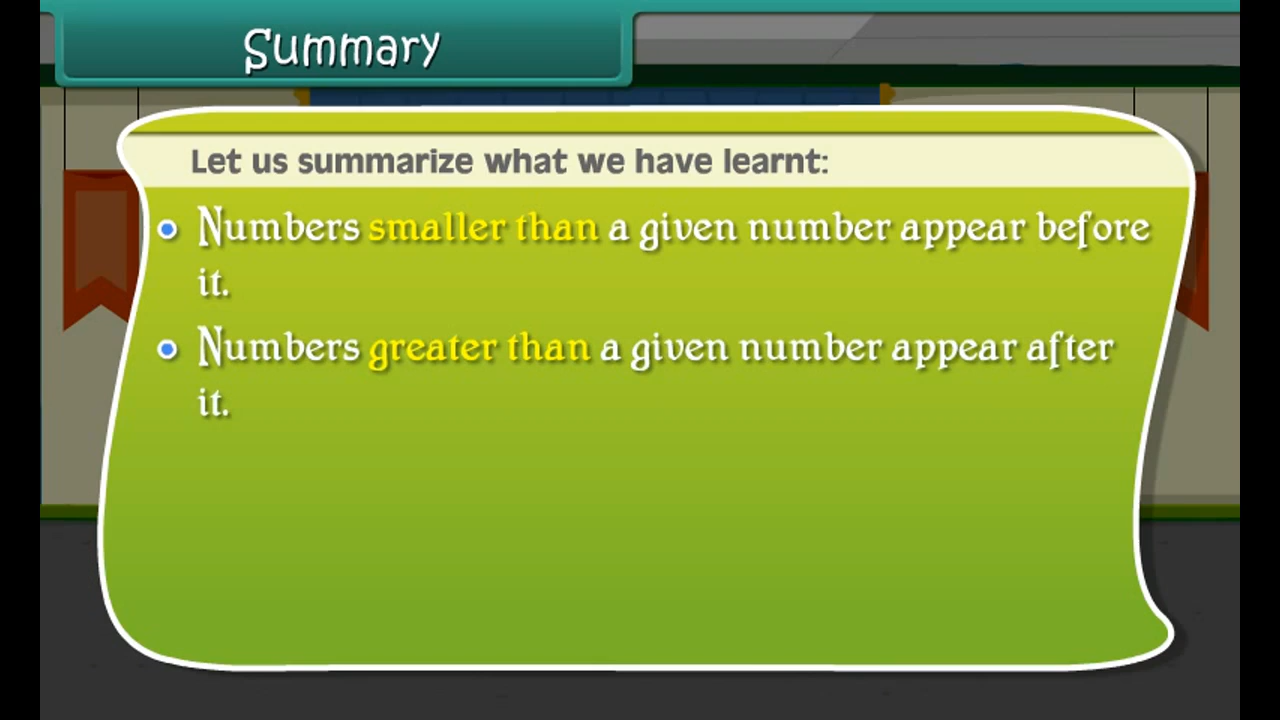 Summary
Let us summarize what we have learnt:
Numbers smaller than a given number appear before
it.
Numbers greater than a given number appear after
it.